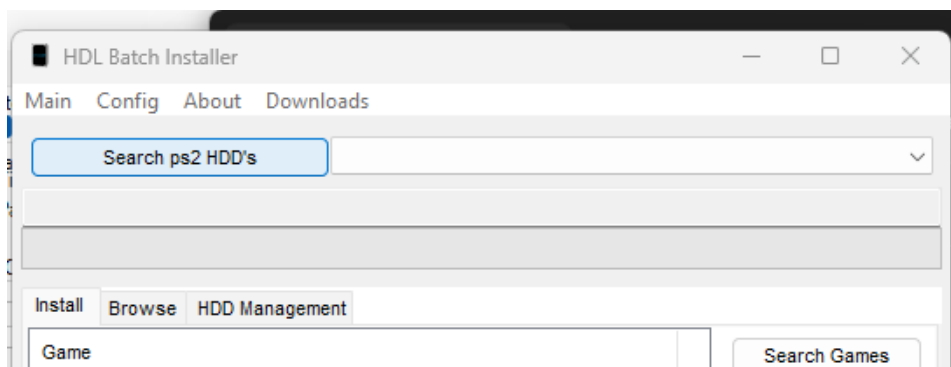 HDL Batch Installer
Main Config About Downloads
Search ps2 HDD's
Install Browse HDD Management
Game
Search Games